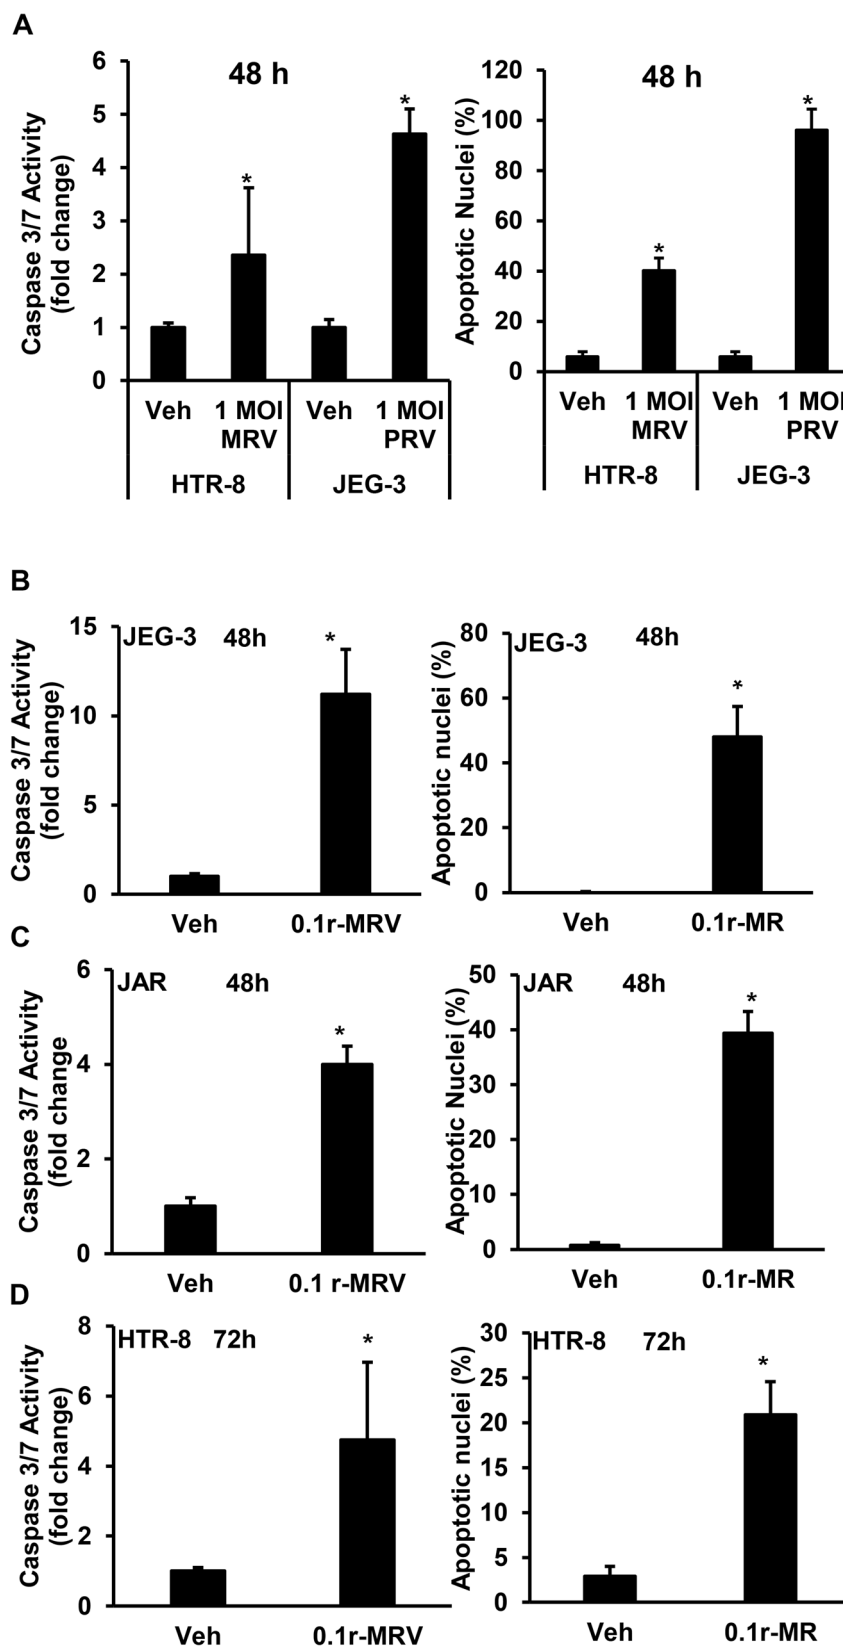 A
48 h
Caspase 3/7 Activity
(fold change)
6
5
4
3
2
1
0
*
*
Veh 1 MOI Veh 1 MOI
MRV PRV
HTR-8 JEG-3
48 h
Apoptotic Nuclei (%)
120
100
80
60
40
20
0
*
*
Veh 1 MOI Veh 1 MOI
MRV PRV
HTR-8 JEG-3
B
JEG-3 48h
Caspase 3/7 Activity
(fold change)
15
10
5
0
*
Veh 0.1r-MRV
JEG-3 48h
Apoptotic nuclei (%)
80
60
40
20
0
*
Veh 0.1r-MR
C
JAR 48h
Caspase 3/7 Activity
(fold change
6
4
2
0
*
Veh 0.1 r-MRV
JAR 48h
Apoptotic Nuclei (%)
50
40
30
20
10
0
*
Veh 0.1r-MR
D
HTR-8 72h
Caspase 3/7 Activity
(fold change)
8
6
4
2
0
*
Veh 0.1r-MRV
HTR-8 72h
Apoptotic nuclei (%)
30
25
20
15
10
5
0
*
Veh 0.1r-MR